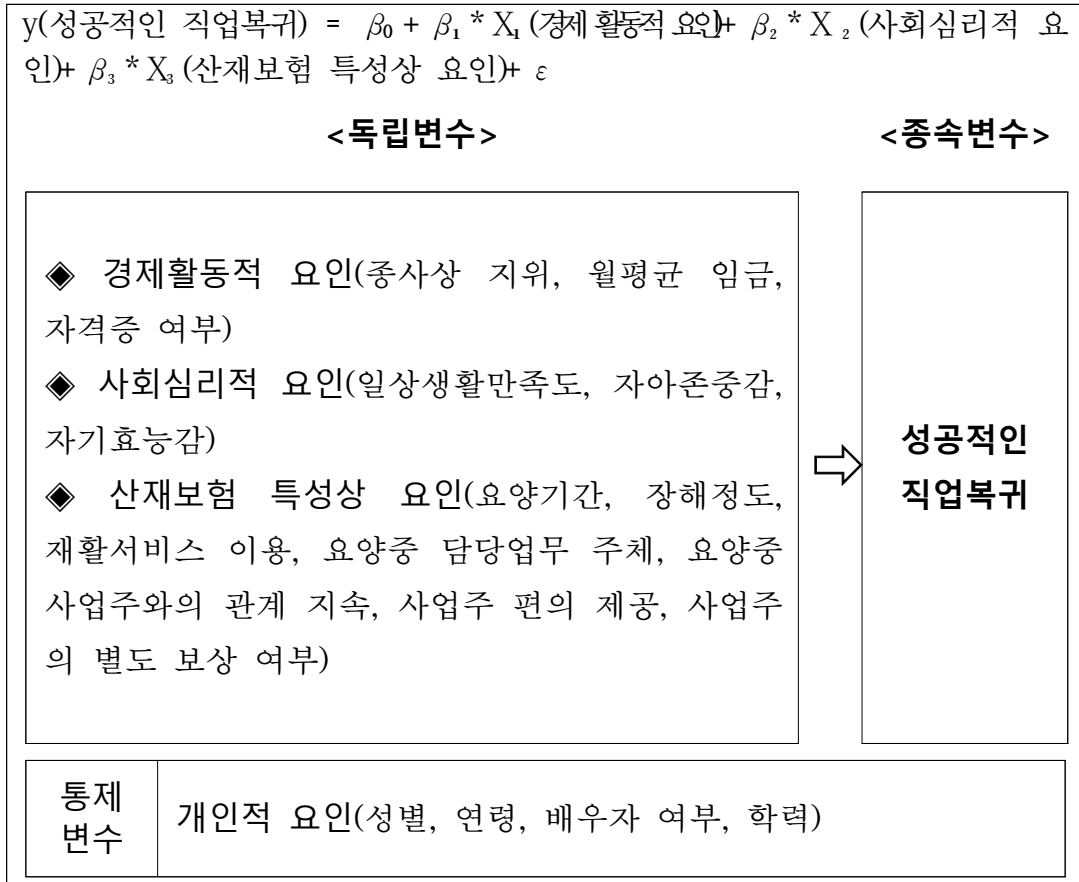 y(성공적인 직업복귀) = β₀ + β₁ * X₁ (경제 활동적 요인)+ β₂ * X ₂ (사회심리적 요
인)+ β₃ * X₃ (산재보험 특성상 요인)+ ε
<독립변수>
<종속변수>
◈ 경제활동적 요인(종사상 지위, 월평균 임금,
자격증 여부)
◈ 사회심리적 요인(일상생활만족도, 자아존중감,
자기효능감)
◈ 산재보험 특성상 요인(요양기간, 장해정도,
재활서비스 이용, 요양중 담당업무 주체, 요양중
사업주와의 관계 지속, 사업주 편의 제공, 사업주
의 별도 보상 여부)
성공적인
직업복귀
통제
변수
개인적 요인(성별, 연령, 배우자 여부, 학력)